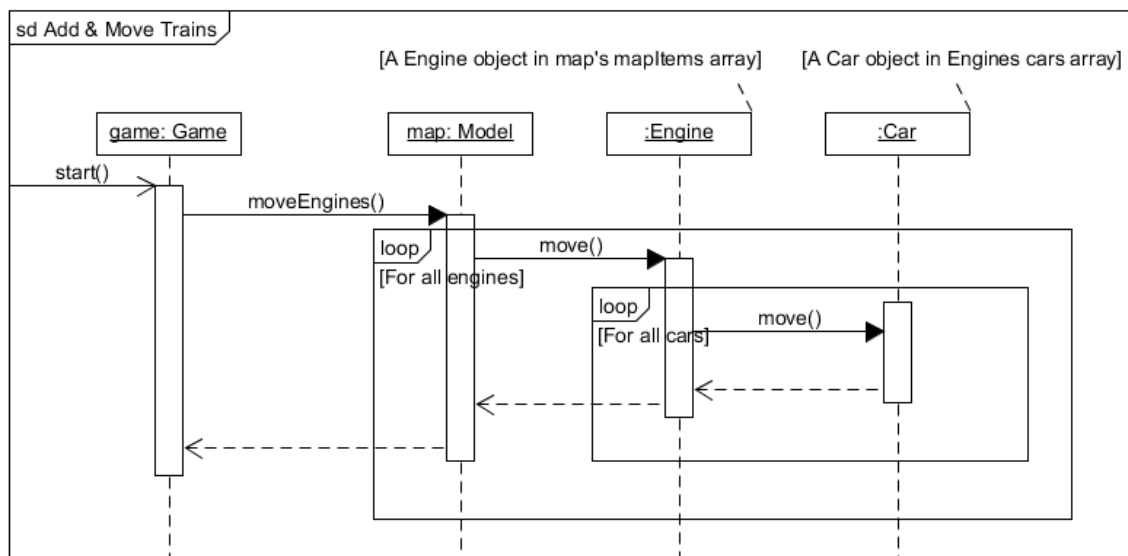 sd Add & Move Trains
[A Engine object in map's mapItems array]
[A Car object in Engines cars array]
game: Game
map: Model
:Engine
:Car
start()
moveEngines()
loop
move()
[For all engines]
loop
move()
[For all cars]